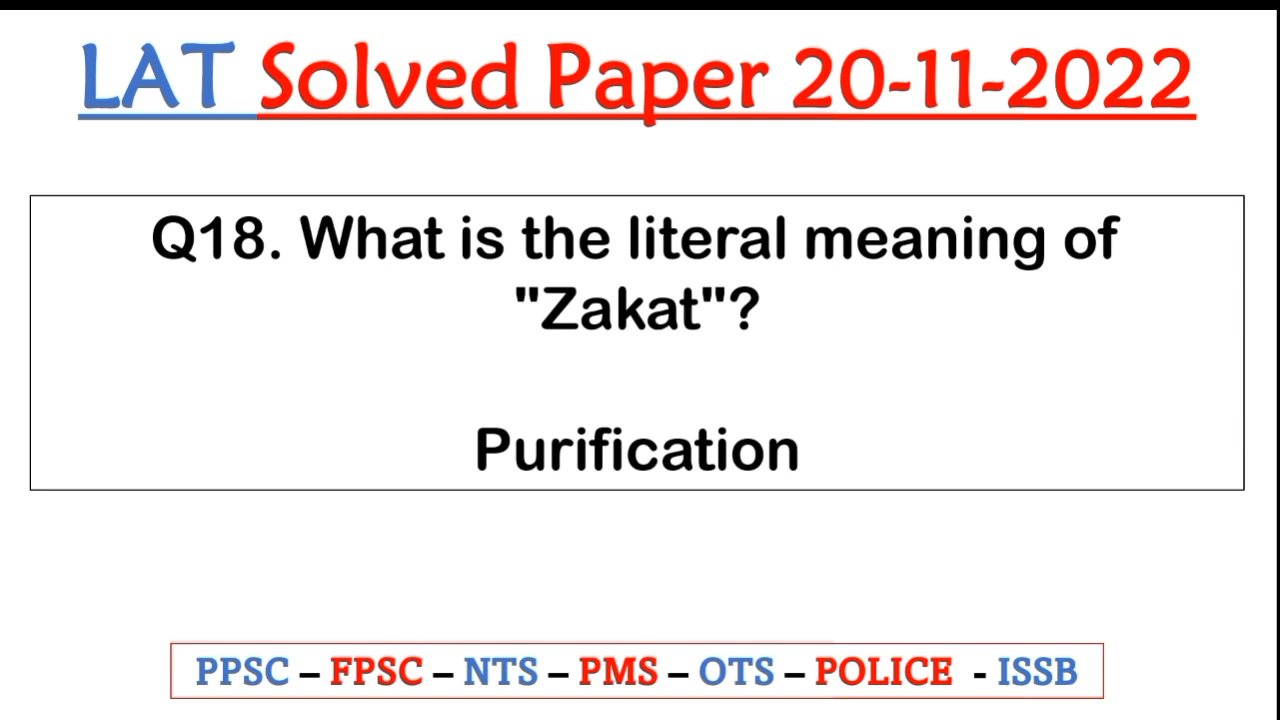 LAT Solved Paper 20-11-2022
Q18. What is the literal meaning of
"Zakat"?
Purification
PPSC – FPSC – NTS – PMS – OTS – POLICE - ISSB